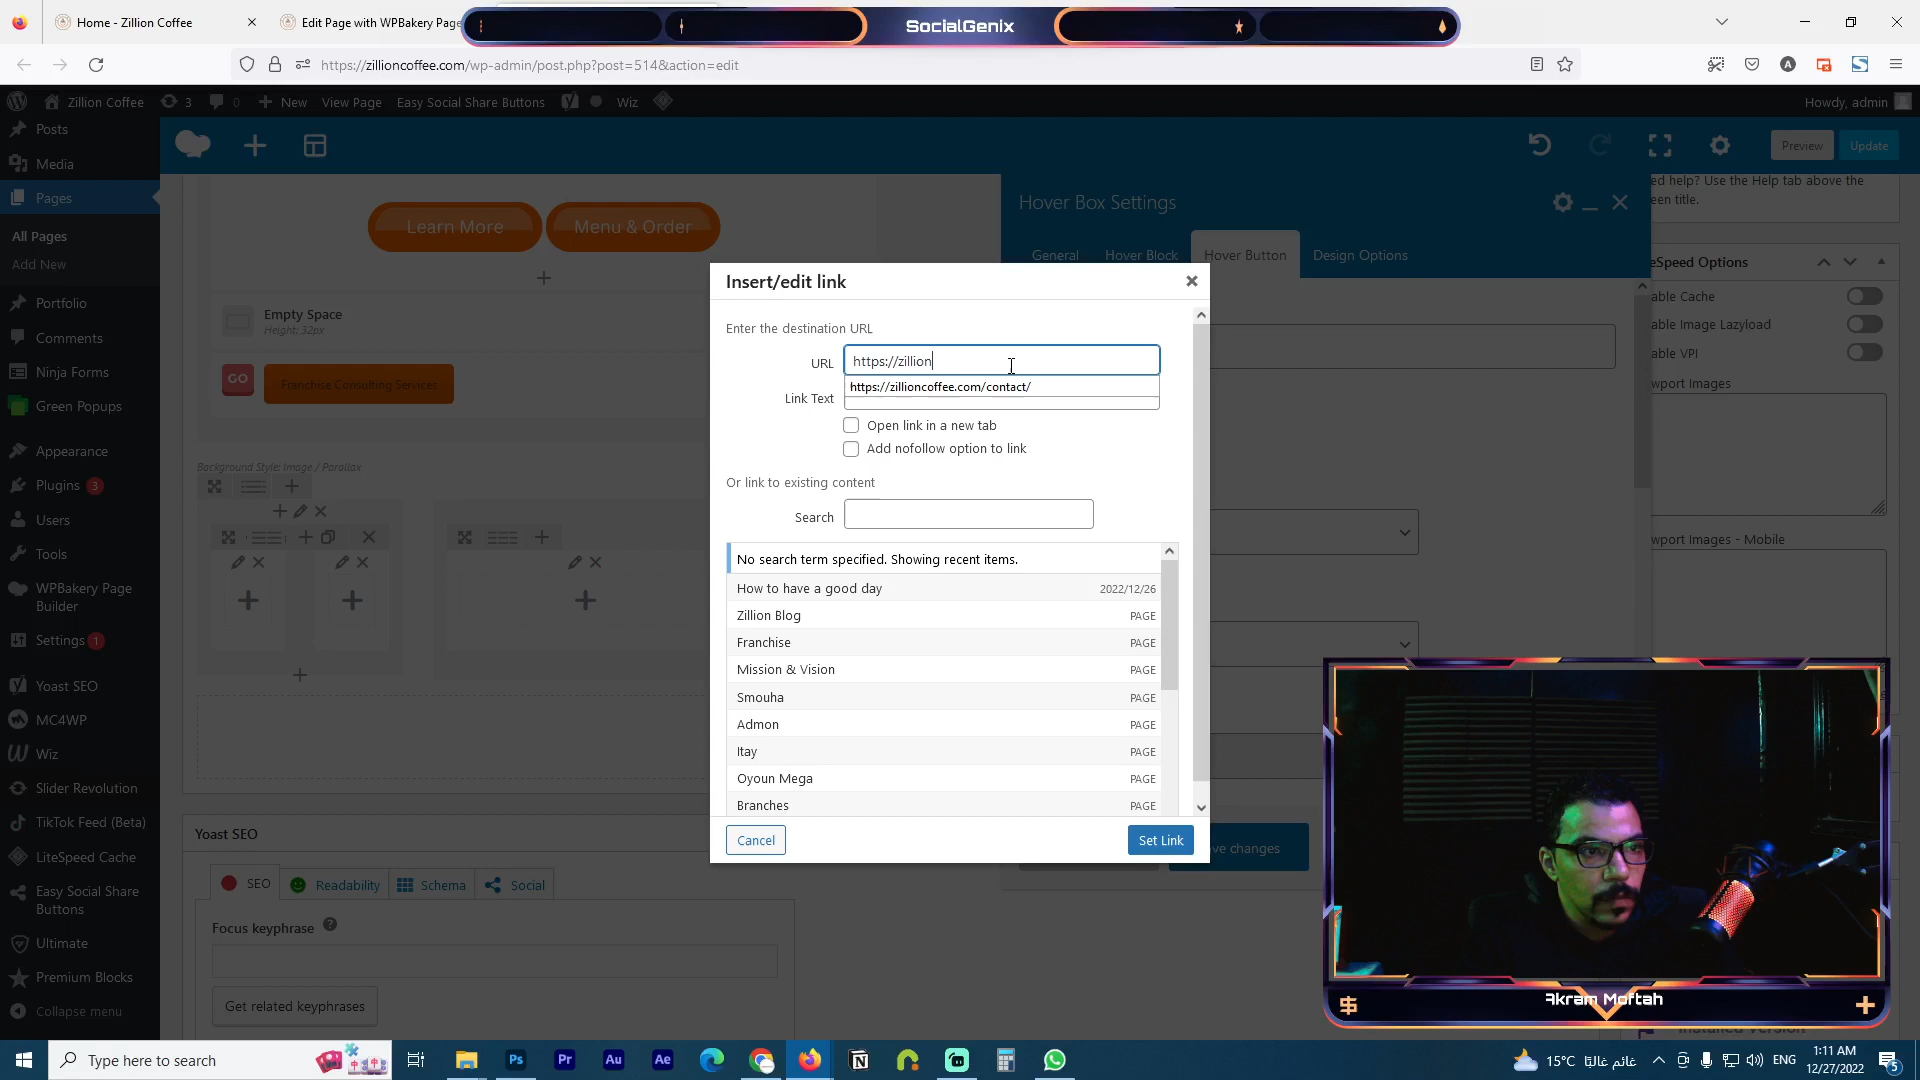 Home - Zillion Coffee
Edit Page with WPBakery Page
SocialGenix
https://zillioncoffee.com/wp-admin/post.php?post=514&action=edit
Zillion Coffee
3
0
New
View Page
Easy Social Share Buttons
Wiz
Howdy, admin
Posts
Media
Pages
All Pages
Add New
Portfolio
Comments
Ninja Forms
Green Popups
Appearance
Plugins 3
Users
Tools
WPBakery Page
Builder
Settings 1
Yoast SEO
MC4WP
Wiz
Slider Revolution
TikTok Feed (Beta)
LiteSpeed Cache
Easy Social Share
Buttons
Ultimate
Premium Blocks
Collapse menu
Preview
Update
Learn More
Menu & Order
Empty Space
Height: 32px
GO
Franchise Consulting Services
Background Style: Image / Parallax
Yoast SEO
SEO
Readability
Schema
Social
Focus keyphrase
Get related keyphrases
Hover Box Settings
General
Hover Block
Hover Button
Design Options
Insert/edit link
Enter the destination URL
URL
https://zillion
https://zillioncoffee.com/contact/
Link Text
Open link in a new tab
Add nofollow option to link
Or link to existing content
Search
No search term specified. Showing recent items.
How to have a good day 2022/12/26
Zillion Blog PAGE
Franchise PAGE
Mission & Vision PAGE
Smouha PAGE
Admon PAGE
Itay PAGE
Oyoun Mega PAGE
Branches PAGE
Cancel
Set Link
ve changes
ed help? Use the Help tab above the
een title.
eSpeed Options
able Cache
able Image Lazyload
able VPI
wport Images
wport Images - Mobile
Akram Moftah
Type here to search
Ps
Pr
Au
Ae
15°C
غائم غالبًا
ENG
1:11 AM
12/27/2022
5